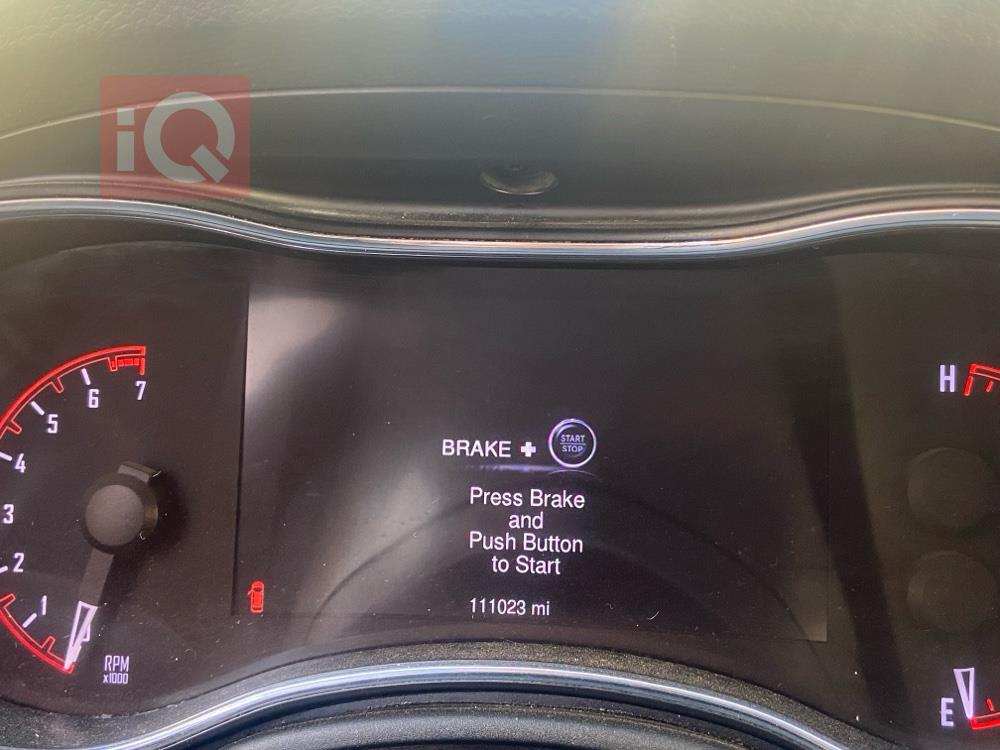 iQ
7
6
5
4
3
2
1
RPM
x1000
BRAKE + START
STOP
Press Brake
and
Push Button
to Start
111023 mi
H
E